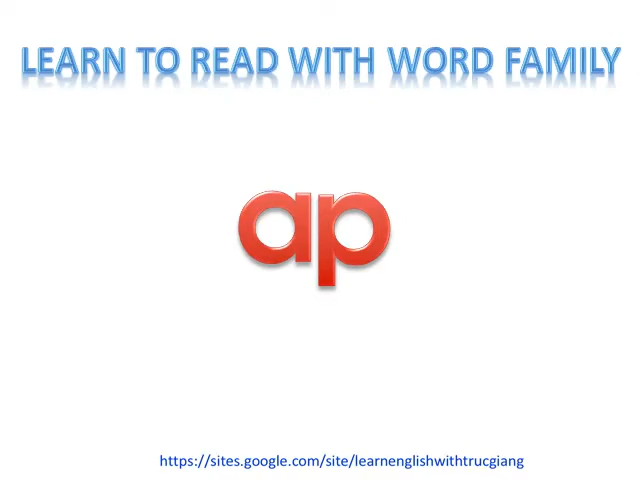 LEARN TO READ WITH WORD FAMILY
ap
https://sites.google.com/site/learnenglishwithtrucgiang